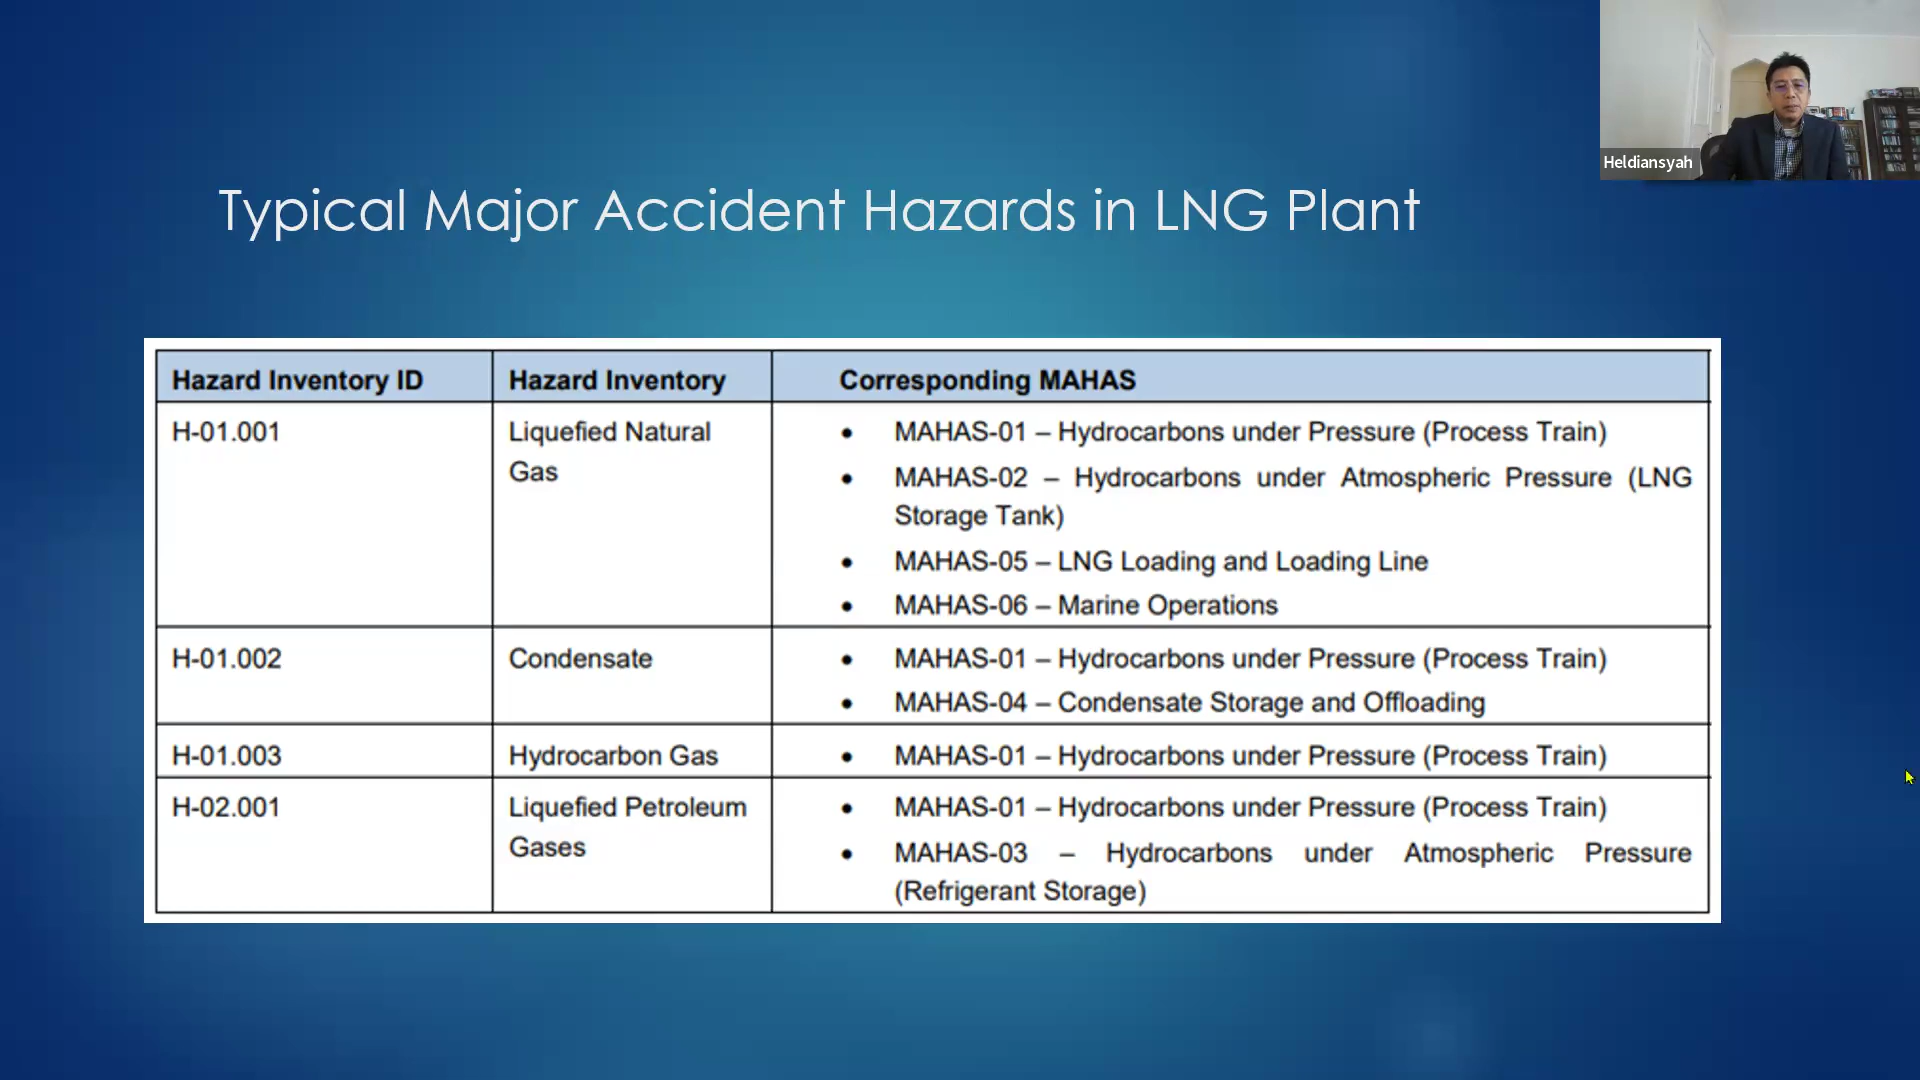 Heldiansyah
Typical Major Accident Hazards in LNG Plant
Hazard Inventory ID
Hazard Inventory
Corresponding MAHAS
H-01.001
Liquefied Natural
Gas
• MAHAS-01 – Hydrocarbons under Pressure (Process Train)
• MAHAS-02 – Hydrocarbons under Atmospheric Pressure (LNG
Storage Tank)
• MAHAS-05 – LNG Loading and Loading Line
• MAHAS-06 – Marine Operations
H-01.002
Condensate
• MAHAS-01 – Hydrocarbons under Pressure (Process Train)
• MAHAS-04 – Condensate Storage and Offloading
H-01.003
Hydrocarbon Gas
• MAHAS-01 – Hydrocarbons under Pressure (Process Train)
H-02.001
Liquefied Petroleum
Gases
• MAHAS-01 – Hydrocarbons under Pressure (Process Train)
• MAHAS-03 – Hydrocarbons under Atmospheric Pressure
(Refrigerant Storage)